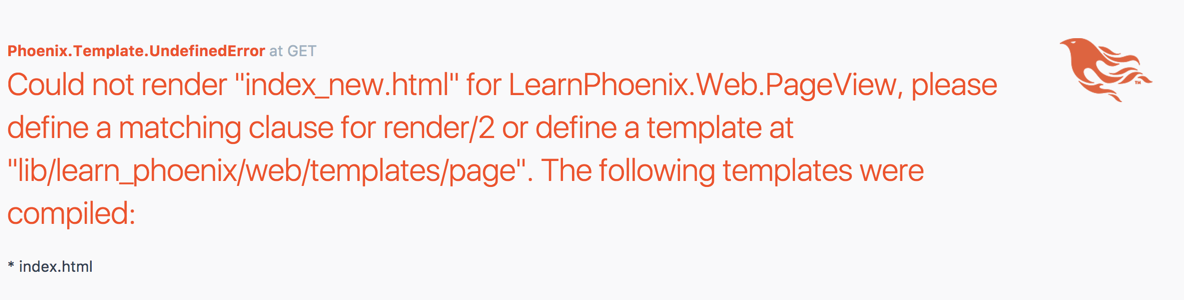 Phoenix.Template.UndefinedError at GET
Could not render "index_new.html" for LearnPhoenix.Web.PageView, please
define a matching clause for render/2 or define a template at
"lib/learn_phoenix/web/templates/page". The following templates were
compiled:
* index.html
TM